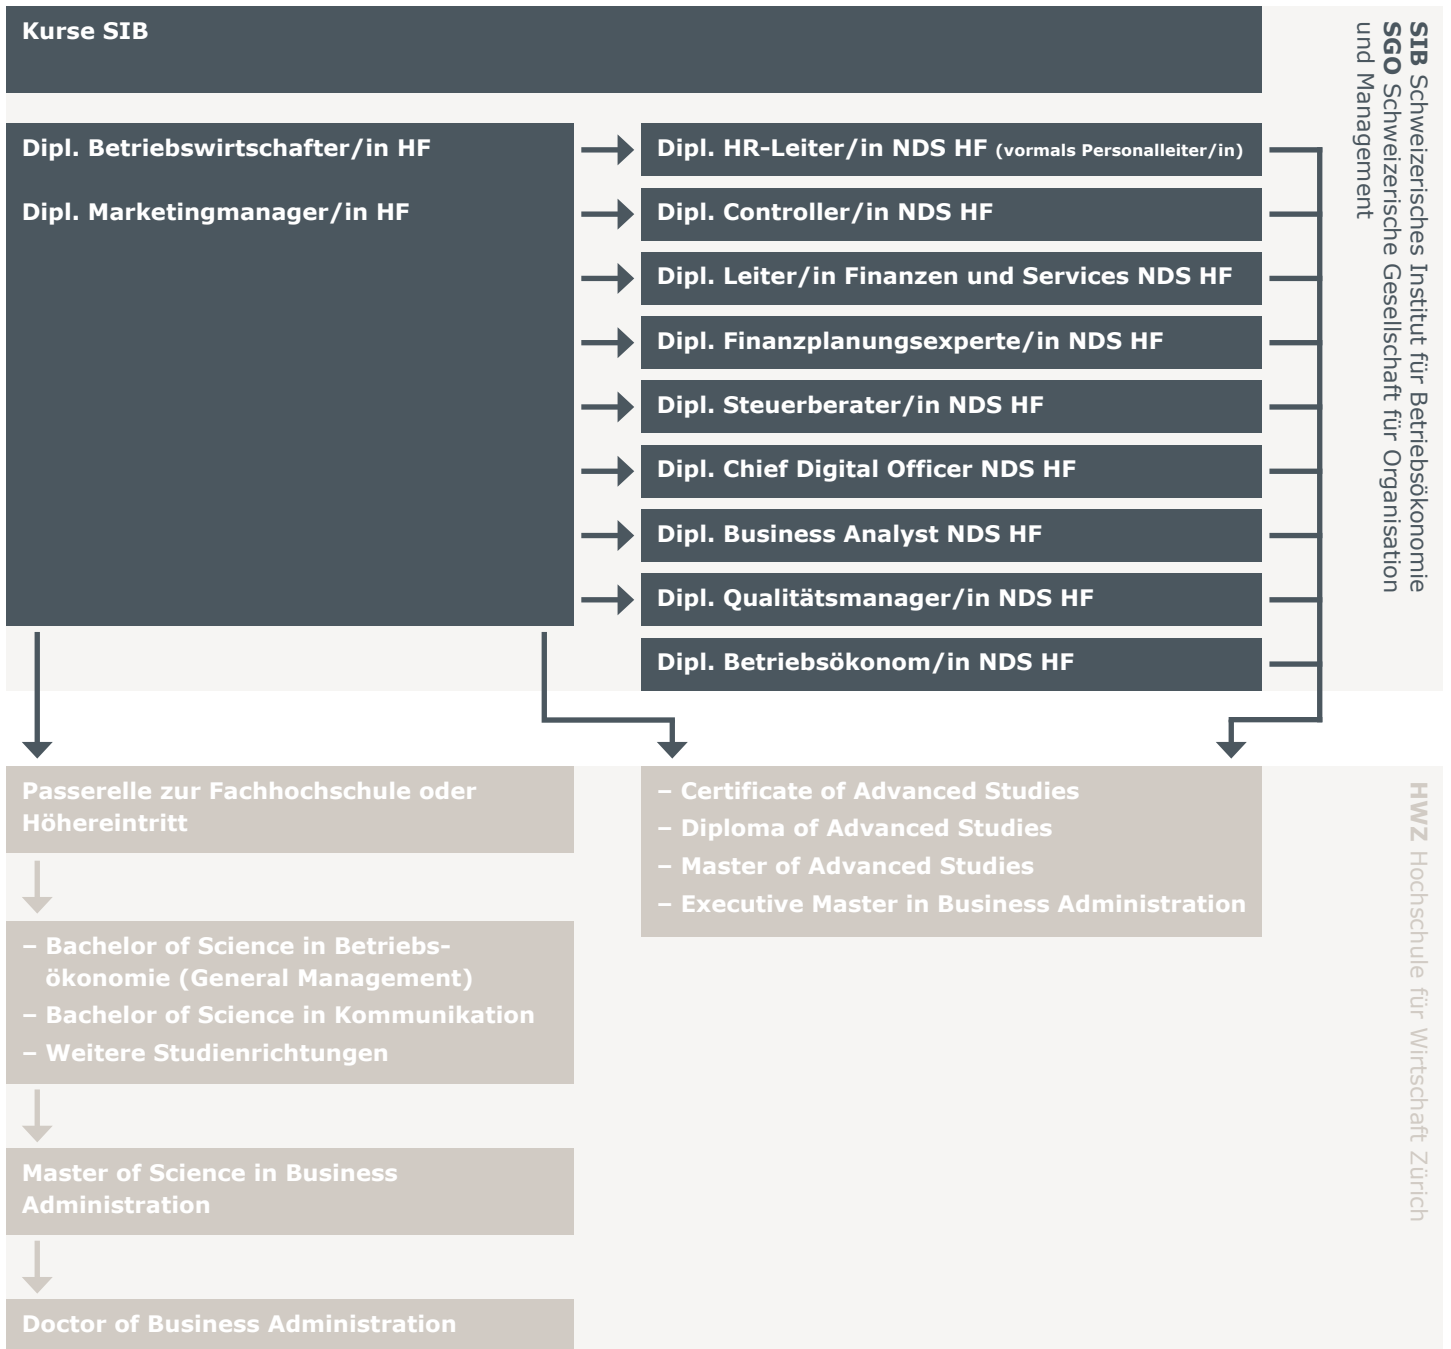 Kurse SIB
Dipl. Betriebswirtschafter/in HF
Dipl. Marketingmanager/in HF
Dipl. HR-Leiter/in NDS HF (vormals Personalleiter/in)
Dipl. Controller/in NDS HF
Dipl. Leiter/in Finanzen und Services NDS HF
Dipl. Finanzplanungsexperte/in NDS HF
Dipl. Steuerberater/in NDS HF
Dipl. Chief Digital Officer NDS HF
Dipl. Business Analyst NDS HF
Dipl. Qualitätsmanager/in NDS HF
Dipl. Betriebsökonom/in NDS HF
SIB Schweizerisches Institut für Betriebsökonomie
SGO Schweizerische Gesellschaft für Organisation
und Management
Passerelle zur Fachhochschule oder
Höhereintritt
– Bachelor of Science in Betriebs-
ökonomie (General Management)
– Bachelor of Science in Kommunikation
– Weitere Studienrichtungen
Master of Science in Business
Administration
Doctor of Business Administration
– Certificate of Advanced Studies
– Diploma of Advanced Studies
– Master of Advanced Studies
– Executive Master in Business Administration
HWZ Hochschule für Wirtschaft Zürich